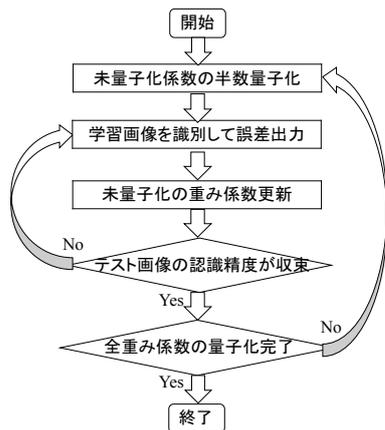 開始
未量子化係数の半数量子化
学習画像を識別して誤差出力
未量子化の重み係数更新
No
テスト画像の認識精度が収束
Yes
No
全重み係数の量子化完了
Yes
終了